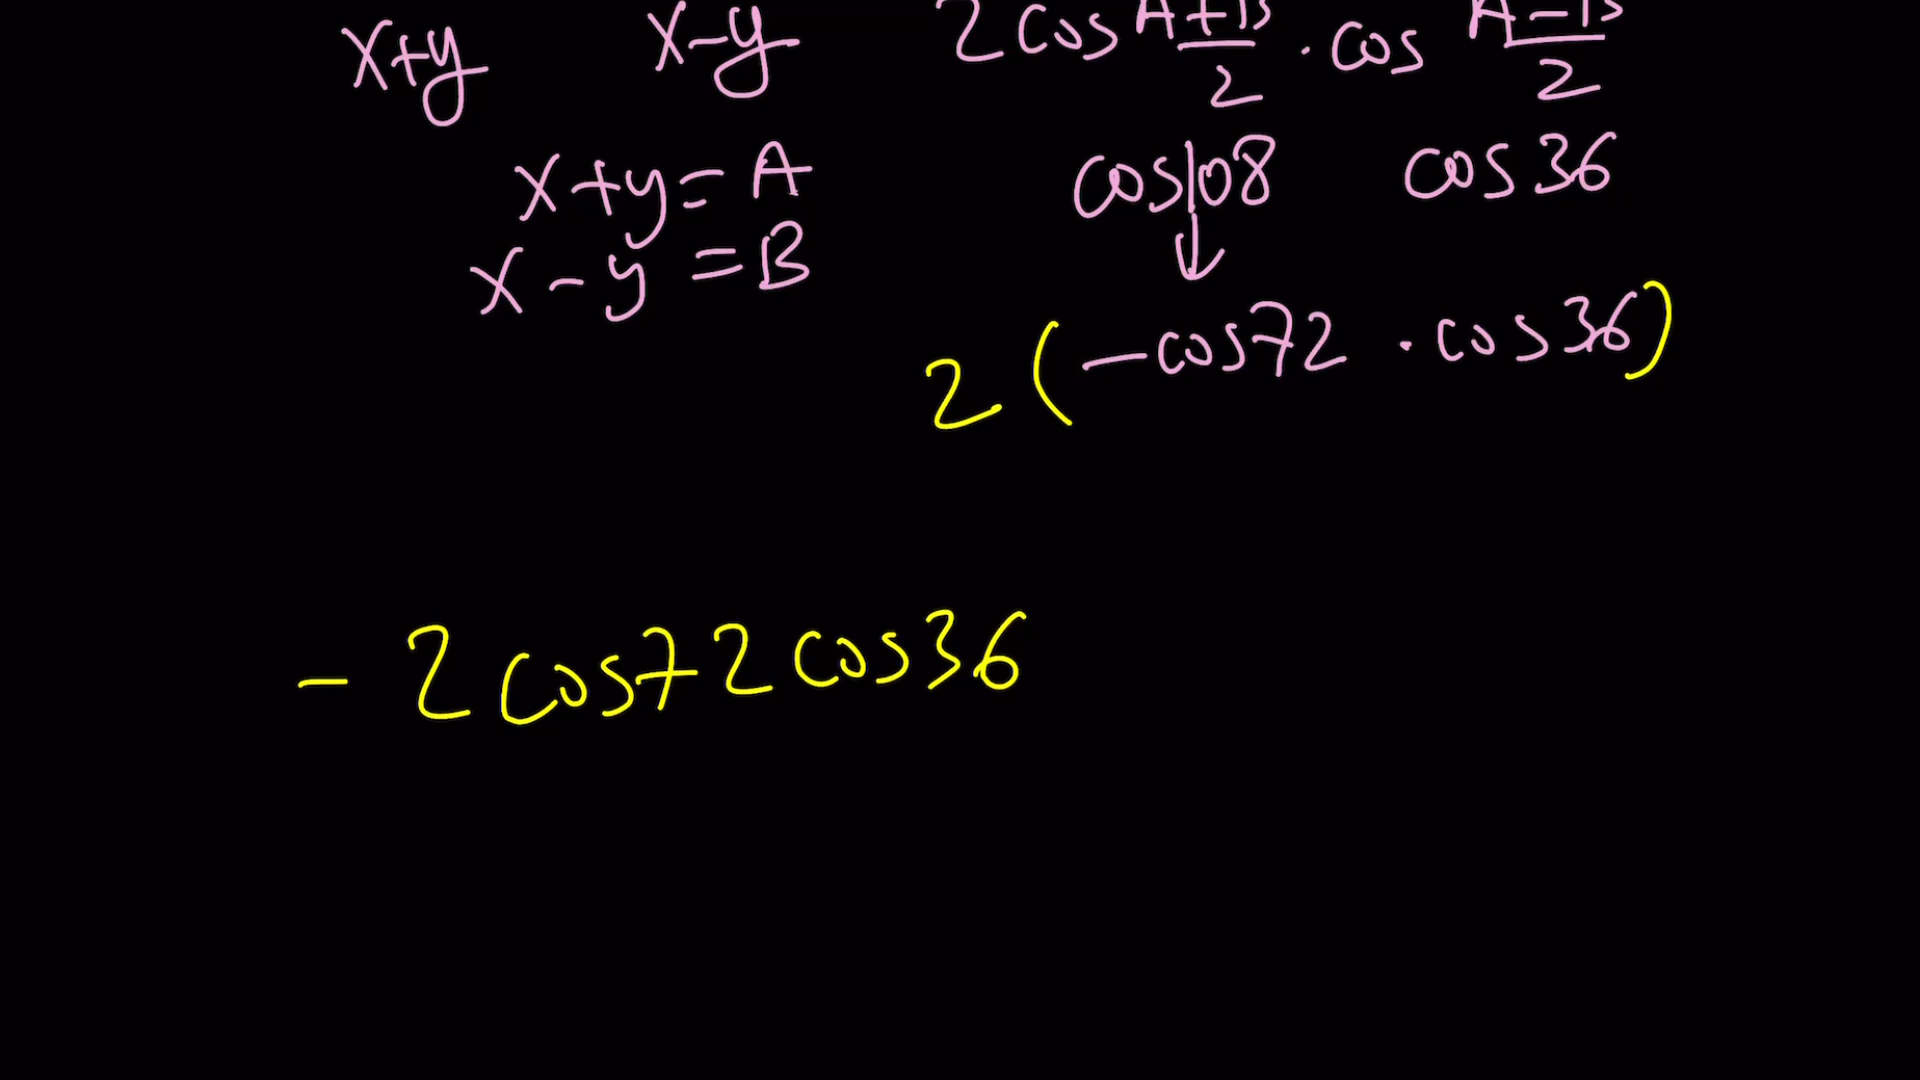 x+y x-y 2cos A+B/2 · cos A-B/2
x+y=A cos108 cos36
x-y=B ↓
2(-cos72 · cos36)
-2cos72cos36